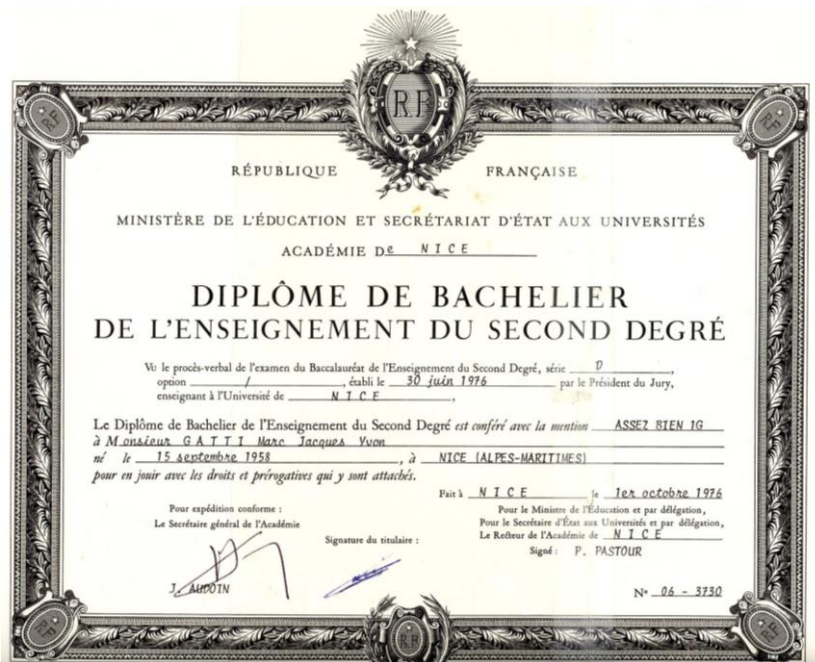 RF
RÉPUBLIQUE FRANÇAISE
MINISTÈRE DE L'ÉDUCATION ET SECRÉTARIAT D'ÉTAT AUX UNIVERSITÉS
ACADÉMIE De NICE
DIPLÔME DE BACHELIER
DE L'ENSEIGNEMENT DU SECOND DEGRÉ
Vu le procès-verbal de l'examen du Baccalauréat de l'Enseignement du Second Degré, série D,
option /, établi le 30 juin 1976 par le Président du Jury,
enseignant à l'Université de NICE,
Le Diplôme de Bachelier de l'Enseignement du Second Degré est conféré avec la mention ASSEZ BIEN 1G
à Monsieur GATTI Marc Jacques Yvon
né le 15 septembre 1958, à NICE (ALPES-MARITIMES)
pour en jouir avec les droits et prérogatives qui y sont attachés.
Fait à NICE le 1er octobre 1976
Pour expédition conforme :
Le Secrétaire général de l'Académie
J. AUDOIN
Signature du titulaire :
Pour le Ministre de l'Éducation et par délégation,
Pour le Secrétaire d'État aux Universités et par délégation,
Le Recteur de l'Académie de NICE
Signé : P. PASTOUR
N° 06 - 3730
RF
RF
RF
RF
RF